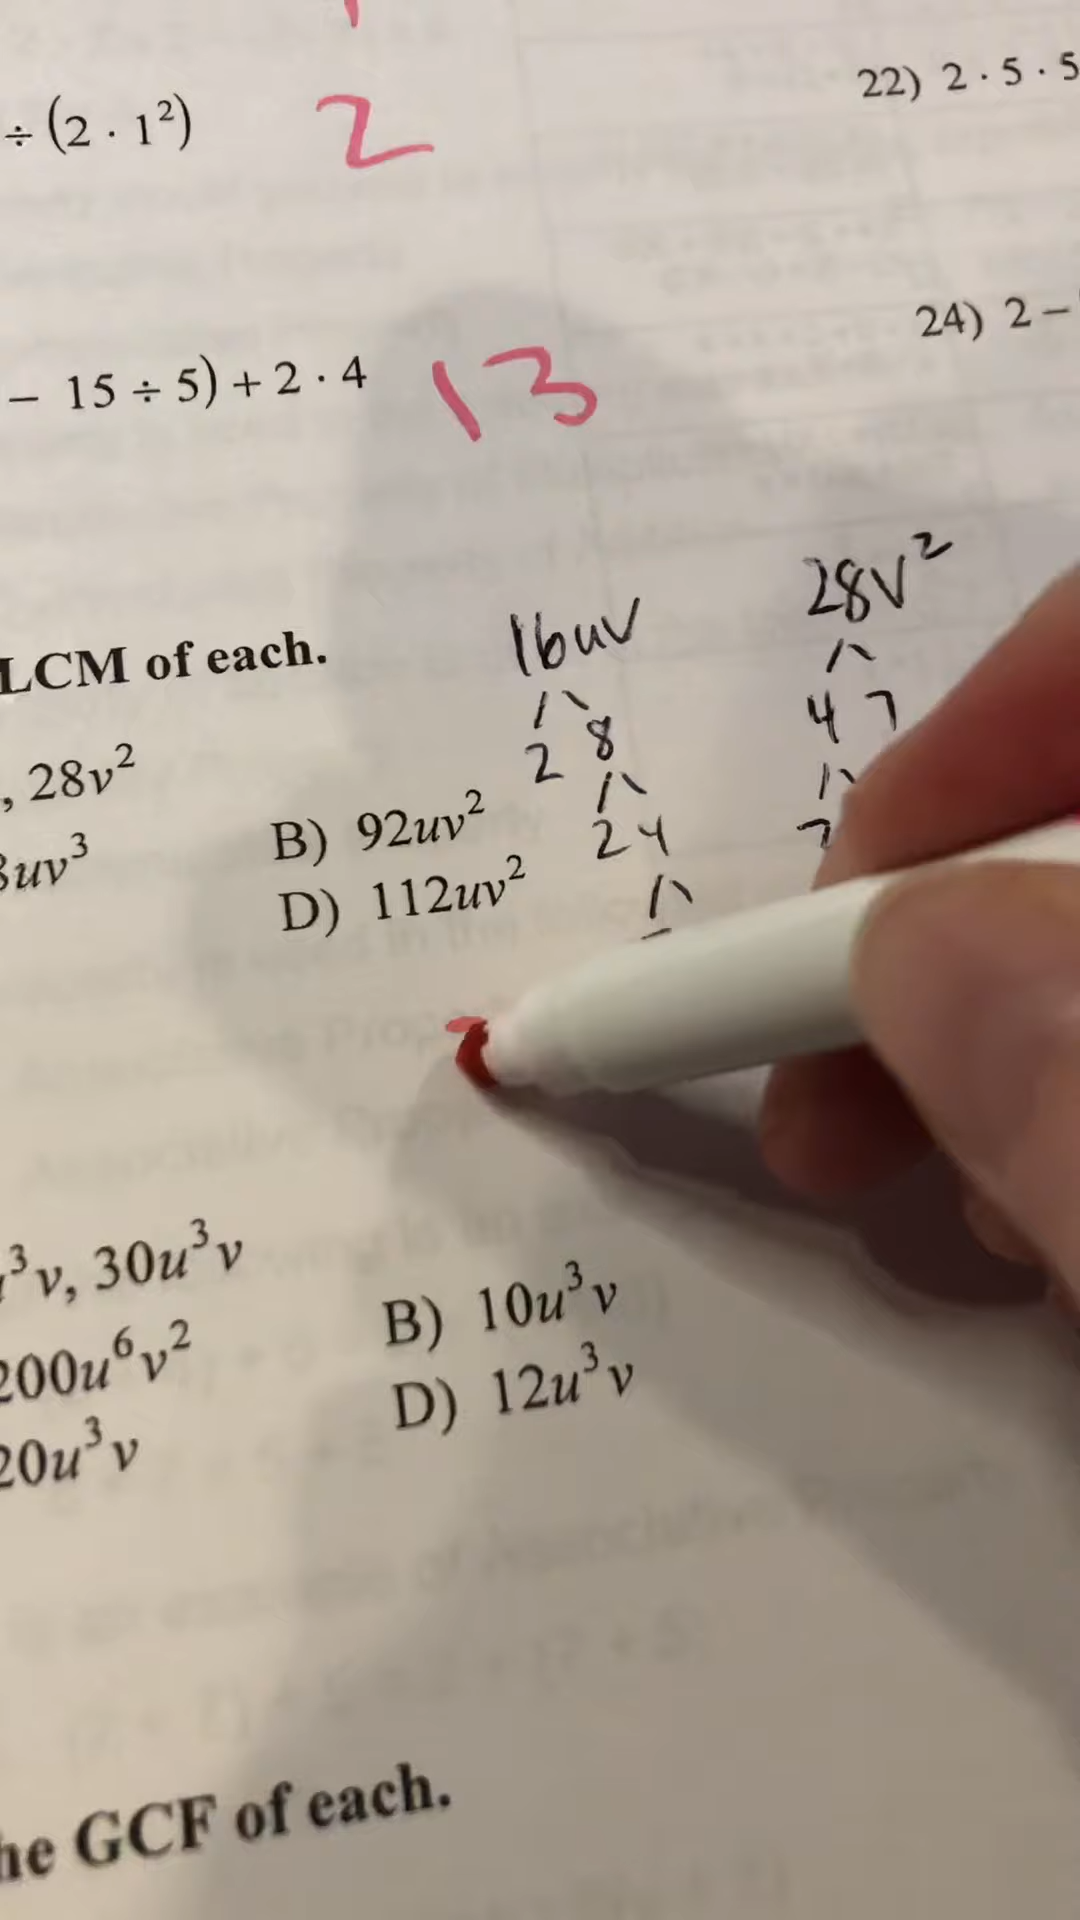 ÷ (2 · 1²) 2
22) 2 · 5 · 5
24) 2 –
– 15 ÷ 5) + 2 · 4 13
LCM of each.
16uv 28v²
2 8 4 7
2 4
, 28v²
B) 92uv²
uv³
D) 112uv²
³v, 30u³v
B) 10u³v
200u⁶v²
D) 12u³v
20u³v
he GCF of each.